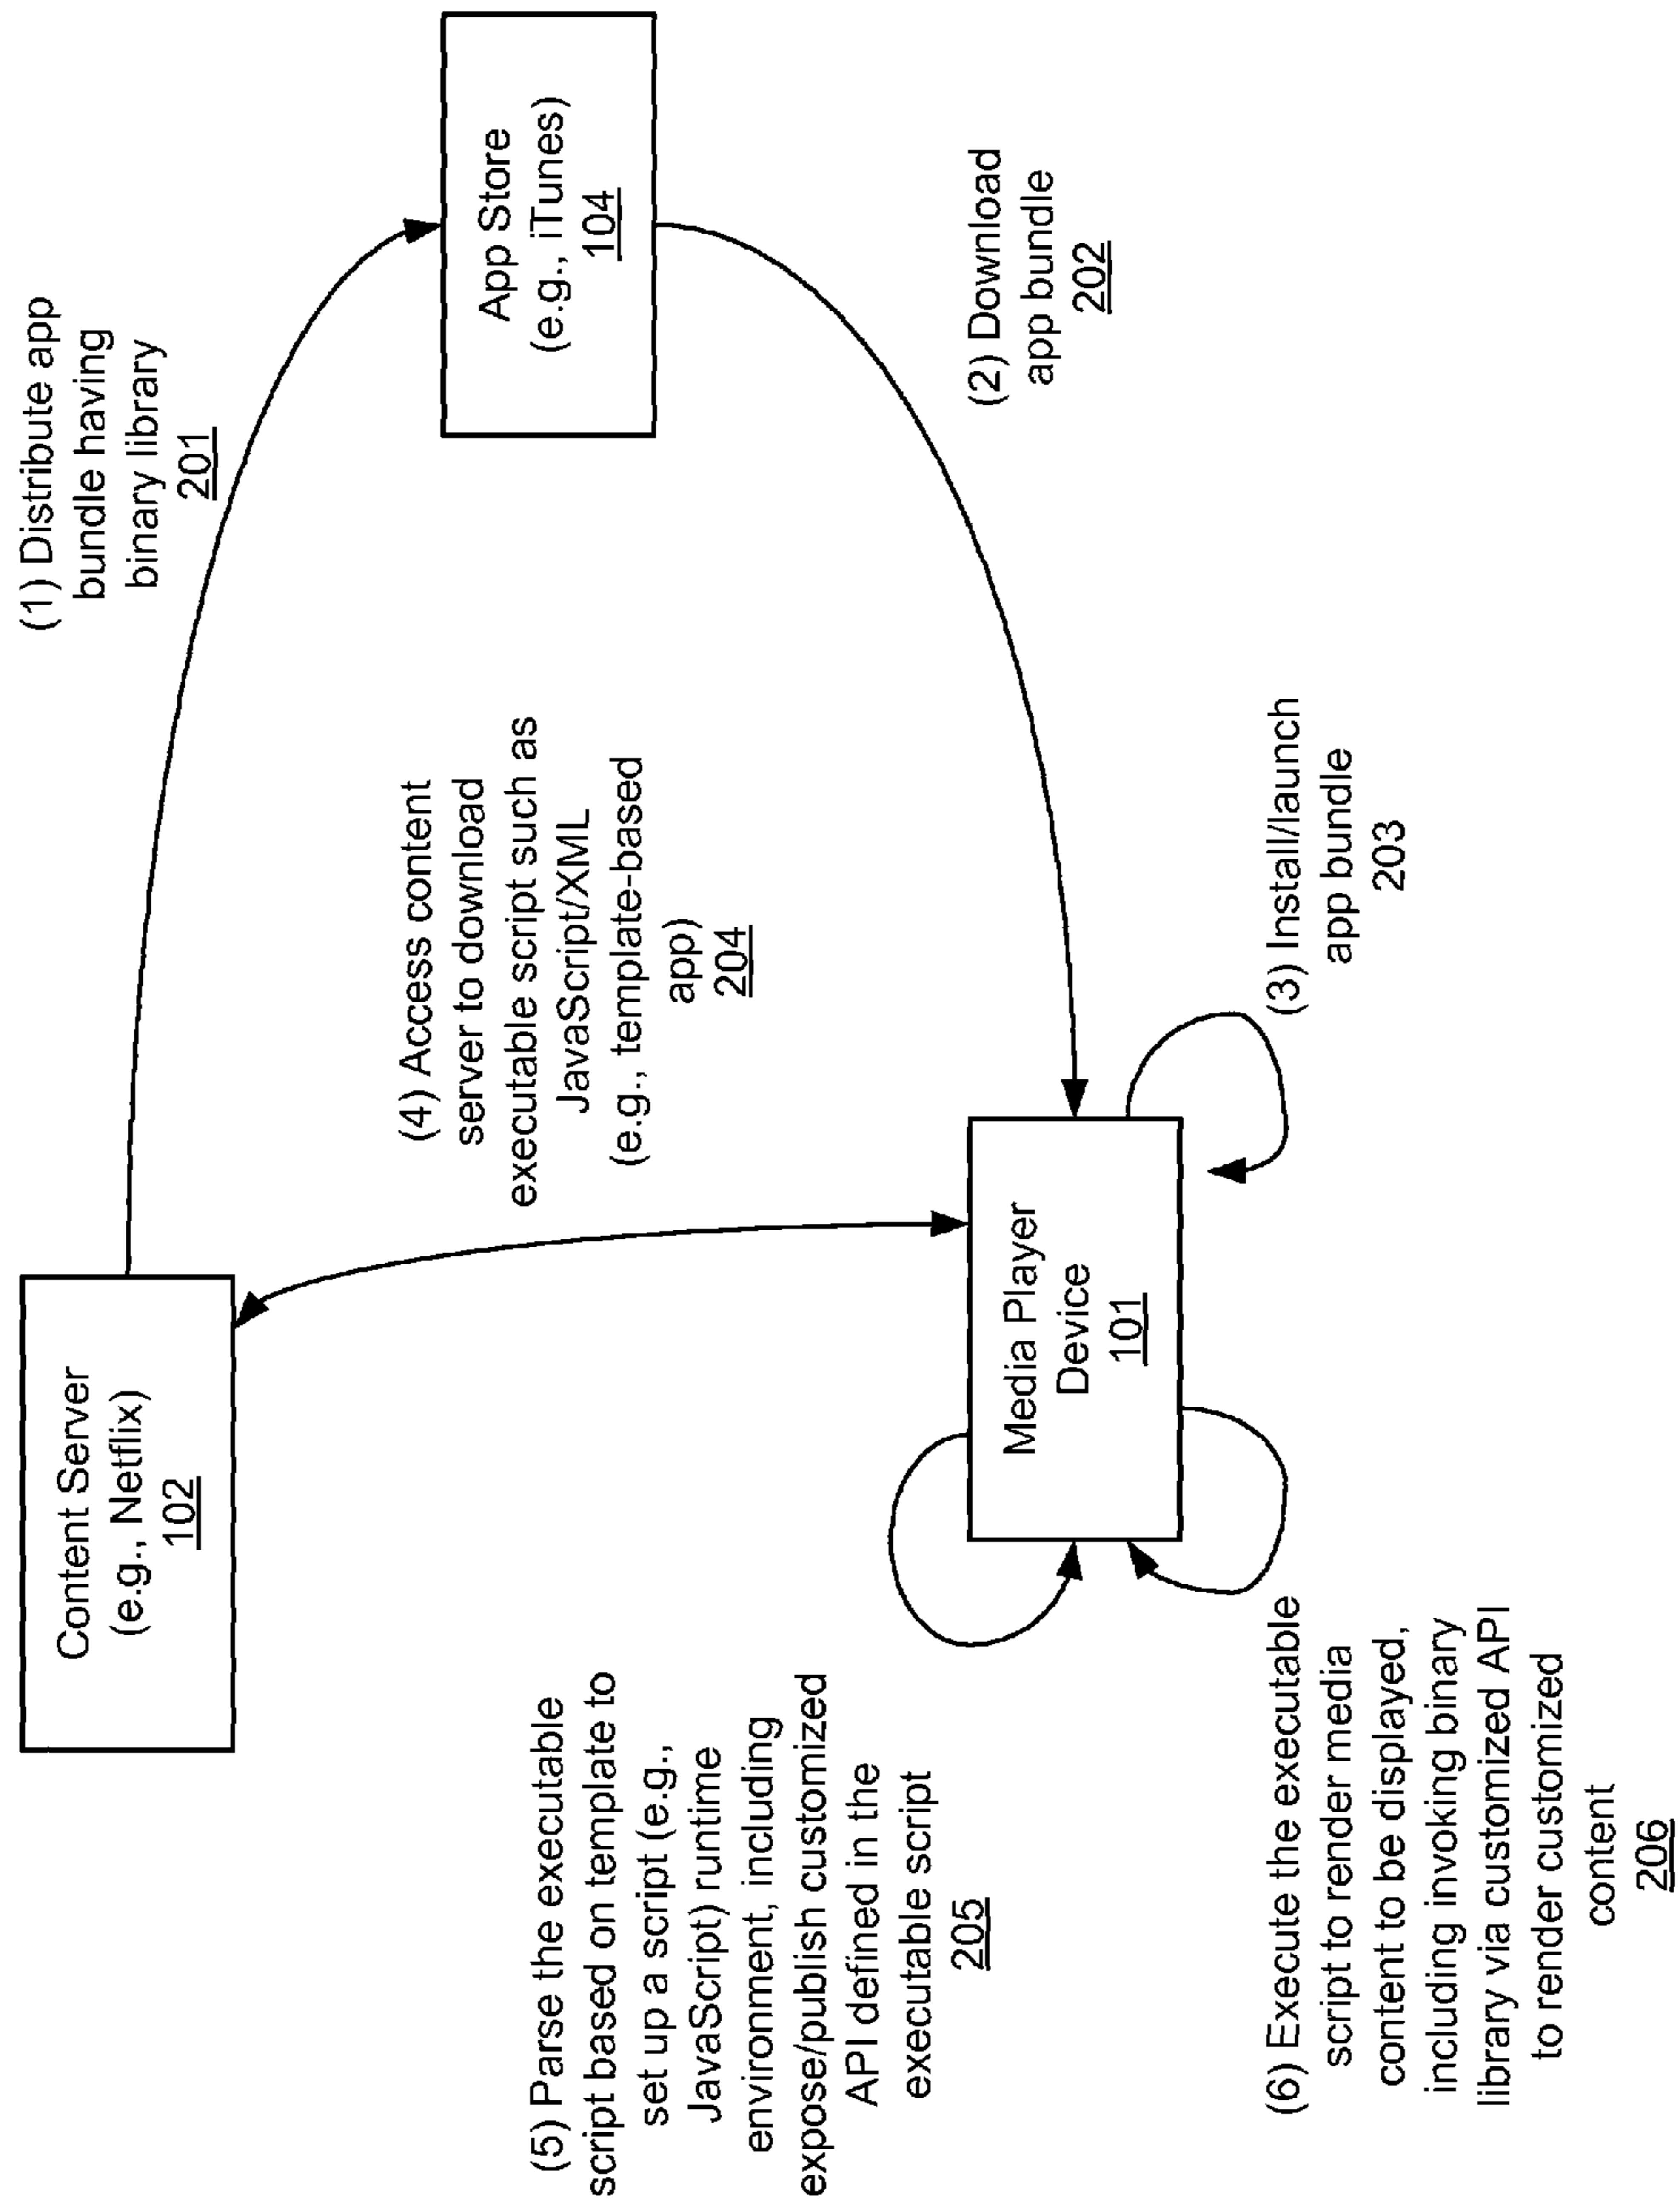 Content Server
(e.g., Netflix)
102
(1) Distribute app
bundle having
binary library
201
App Store
(e.g., iTunes)
104
(4) Access content
server to download
executable script such as
JavaScript/XML
(e.g., template-based
app)
204
(2) Download
app bundle
202
(5) Parse the executable
script based on template to
set up a script (e.g.,
JavaScript) runtime
environment, including
expose/publish customized
API defined in the
executable script
205
Media Player
Device
101
(3) Install/launch
app bundle
203
(6) Execute the executable
script to render media
content to be displayed,
including invoking binary
library via customized API
to render customized
content
206